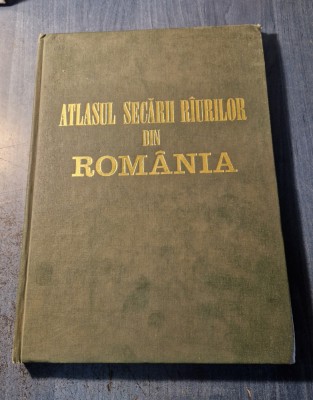 ATLASUL SECĂRII RÎURILOR
DIN
ROMÂNIA